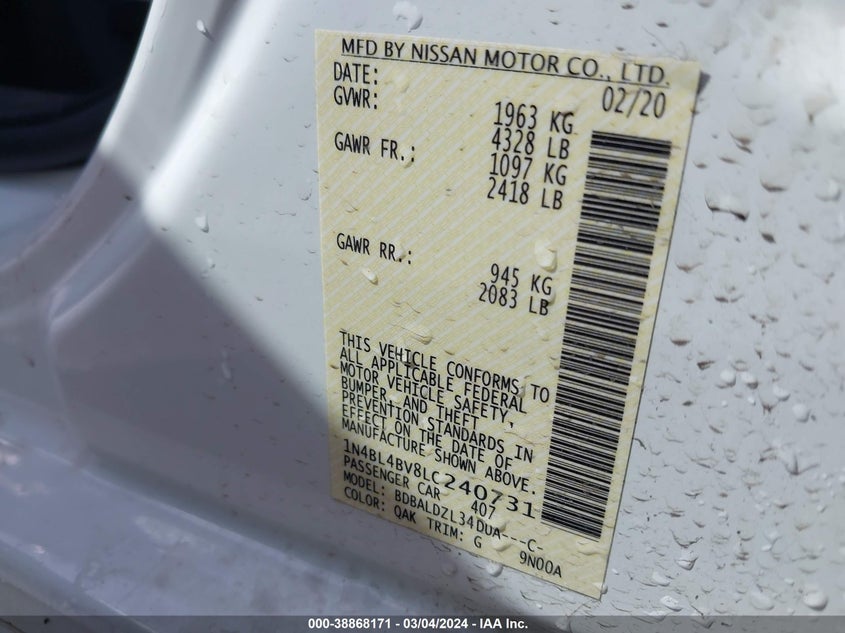 MFD BY NISSAN MOTOR CO., LTD.
DATE: 02/20
GVWR: 1963 KG
4328 LB
GAWR FR.: 1097 KG
2418 LB
GAWR RR.: 945 KG
2083 LB
THIS VEHICLE CONFORMS TO
ALL APPLICABLE FEDERAL
MOTOR VEHICLE SAFETY,
BUMPER, AND THEFT
PREVENTION STANDARDS IN
EFFECT ON THE DATE OF
MANUFACTURE SHOWN ABOVE.
1N4BL4BV8LC240731
PASSENGER CAR 407
MODEL: BDBALDZL34DUA---C-
COLOR: QAK TRIM: G 9N00A
000-38868171 - 03/04/2024 - IAA Inc.